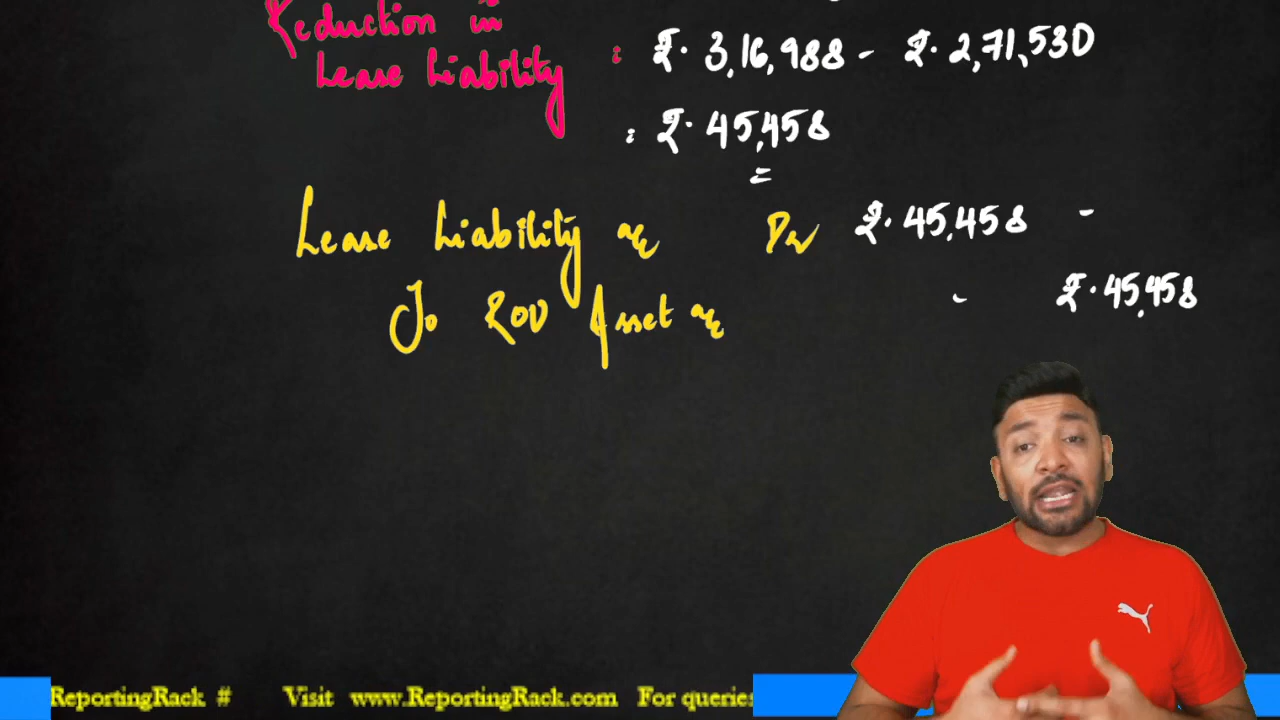 Reduction in
Lease Liability : ₹. 3,16,988 - ₹. 2,71,530
: ₹. 45,458
=
Lease Liability a/c Dr ₹. 45,458 -
To ROU Asset a/c - ₹. 45,458
ReportingRack # Visit www.ReportingRack.com For queries